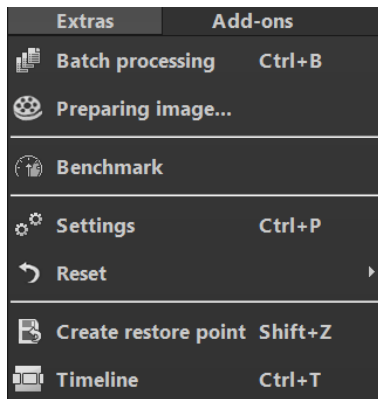 Extras Add-ons
Batch processing Ctrl+B
Preparing image...
Benchmark
Settings Ctrl+P
Reset
Create restore point Shift+Z
Timeline Ctrl+T